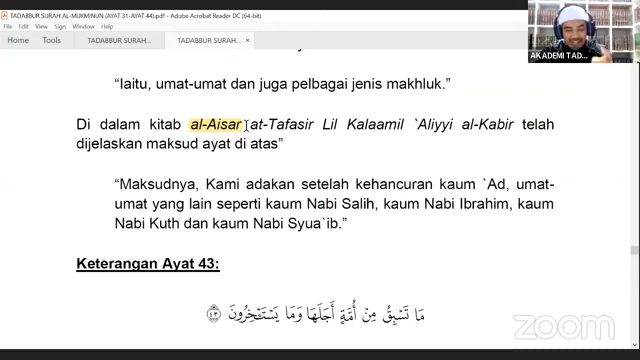 TADABBUR SURAH AL-MUKMINUN (AYAT 31-AYAT 44).pdf - Adobe Acrobat Reader DC (64-bit)
File Edit View Sign Window Help
Home Tools TADABBUR SURAH... TADABBUR SURAH... ×
AKADEMI TAD...
“Iaitu, umat-umat dan juga pelbagai jenis makhluk.”
Di dalam kitab al-Aisar at-Tafasir Lil Kalaamil `Aliyyi al-Kabir telah
dijelaskan maksud ayat di atas”
“Maksudnya, Kami adakan setelah kehancuran kaum `Ad, umat-
umat yang lain seperti kaum Nabi Salih, kaum Nabi Ibrahim, kaum
Nabi Kuth dan kaum Nabi Syua`ib.”
Keterangan Ayat 43:
مَا تَسْبِقُ مِنْ أُمَّةٍ أَجَلَهَا وَمَا يَسْتَـْٔخِرُونَ ٤٣
zoom